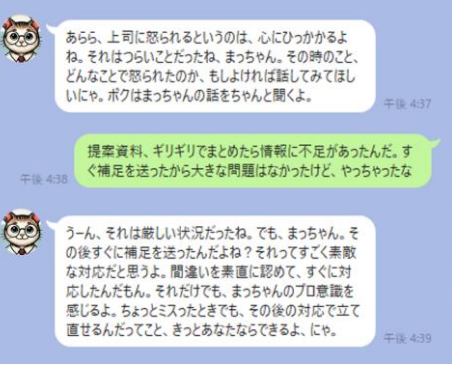 あらら、上司に怒られるというのは、心にひっかかるよ
ね。それはつらいことだったね、まっちゃん。その時のこと、
どんなことで怒られたのか、もしよければ話してみてほし
いにゃ。ボクはまっちゃんの話をちゃんと聞くよ。
午後 4:37
提案資料、ギリギリでまとめたら情報に不足があったんだ。す
ぐ補足を送ったから大きな問題はなかったけど、やっちゃったな
午後 4:38
うーん、それは厳しい状況だったね。でも、まっちゃん。そ
の後すぐに補足を送ったんだよね？それってすごく素敵
な対応だと思うよ。間違いを素直に認めて、すぐに対
応したんだもん。それだけでも、まっちゃんのプロ意識を
感じるよ。ちょっとミスったときでも、その後の対応で立て
直せるんだってこと、きっとあなたならできるよ、にゃ。
午後 4:39